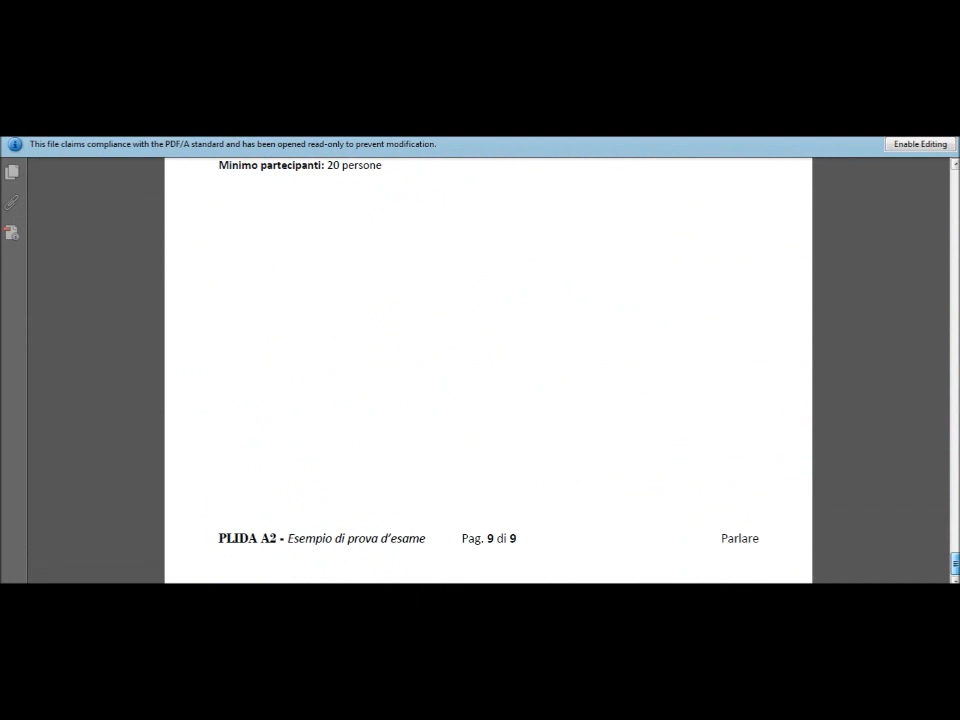 This file claims compliance with the PDF/A standard and has been opened read-only to prevent modification.
Enable Editing
Minimo partecipanti: 20 persone
PLIDA A2 - Esempio di prova d'esame Pag. 9 di 9 Parlare